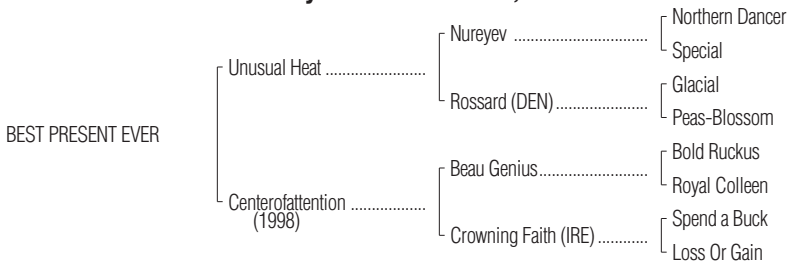 Northern Dancer
Nureyev
Special
Unusual Heat
Glacial
Rossard (DEN)
Peas-Blossom
BEST PRESENT EVER
Bold Ruckus
Beau Genius
Royal Colleen
Centerofattention
(1998)
Spend a Buck
Crowning Faith (IRE)
Loss Or Gain